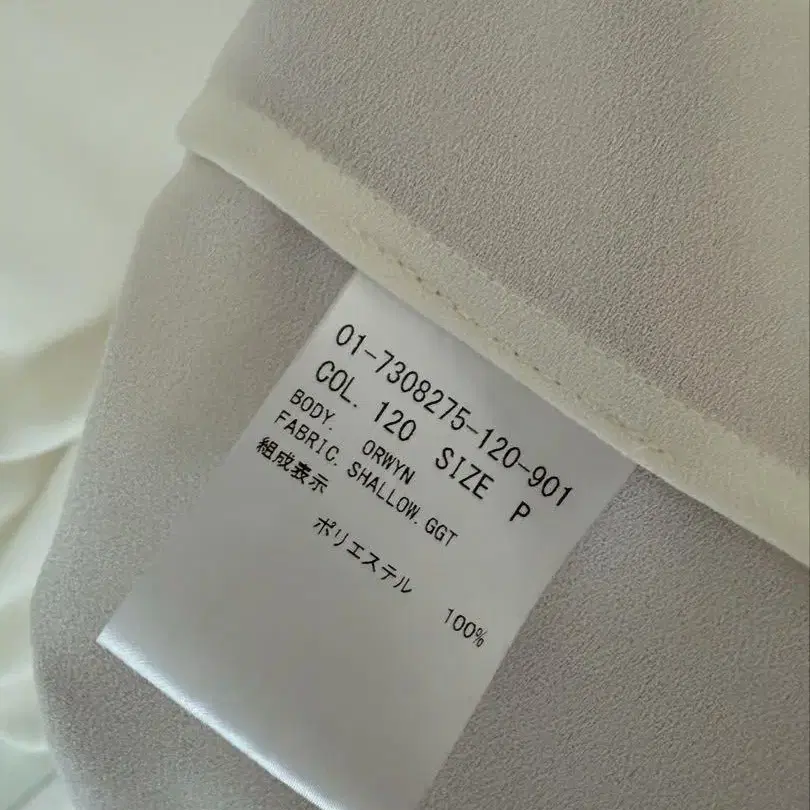 01-7308275-120-901
COL. 120 SIZE P
BODY. ORWYN
FABRIC. SHALLOW.GGT
組成表示
ポリエステル 100%